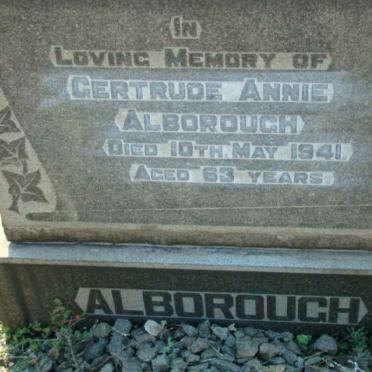 IN
LOVING MEMORY OF
GERTRUDE ANNIE
ALBOROUGH
DIED 10TH. MAY 1941.
AGED 63 YEARS
ALBOROUGH